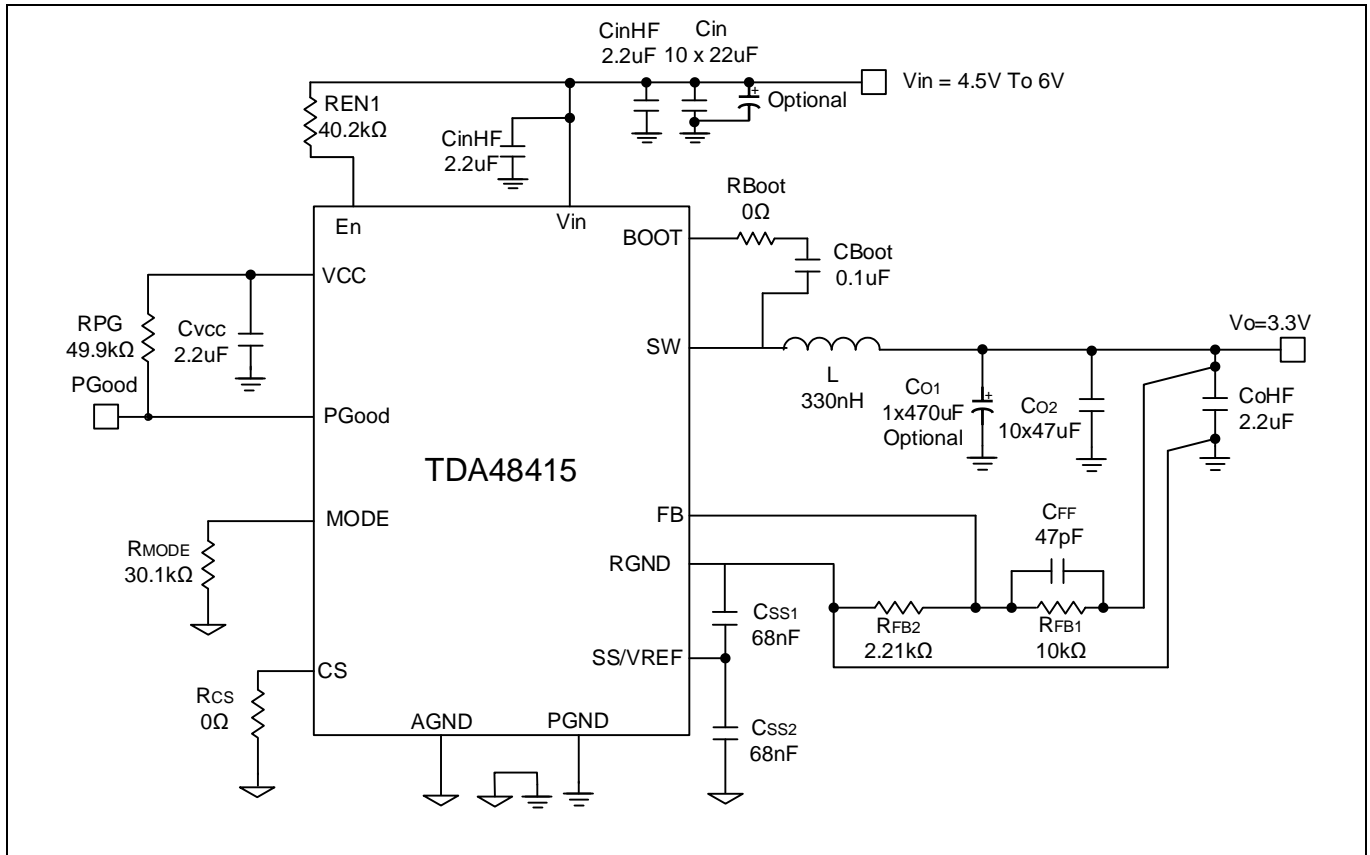 CinHF
2.2uF
Cin
10 x 22uF
Vin = 4.5V To 6V
+
Optional
REN1
40.2kΩ
CinHF
2.2uF
En
Vin
RBoot
0Ω
BOOT
CBoot
0.1uF
VCC
RPG
49.9kΩ
Cvcc
2.2uF
PGood
PGood
SW
L
330nH
Vo=3.3V
+
CO1
1x470uF
Optional
CO2
10x47uF
CoHF
2.2uF
TDA48415
MODE
RMODE
30.1kΩ
FB
RGND
CFF
47pF
CSS1
68nF
RFB2
2.21kΩ
RFB1
10kΩ
SS/VREF
CS
RCS
0Ω
AGND
PGND
CSS2
68nF